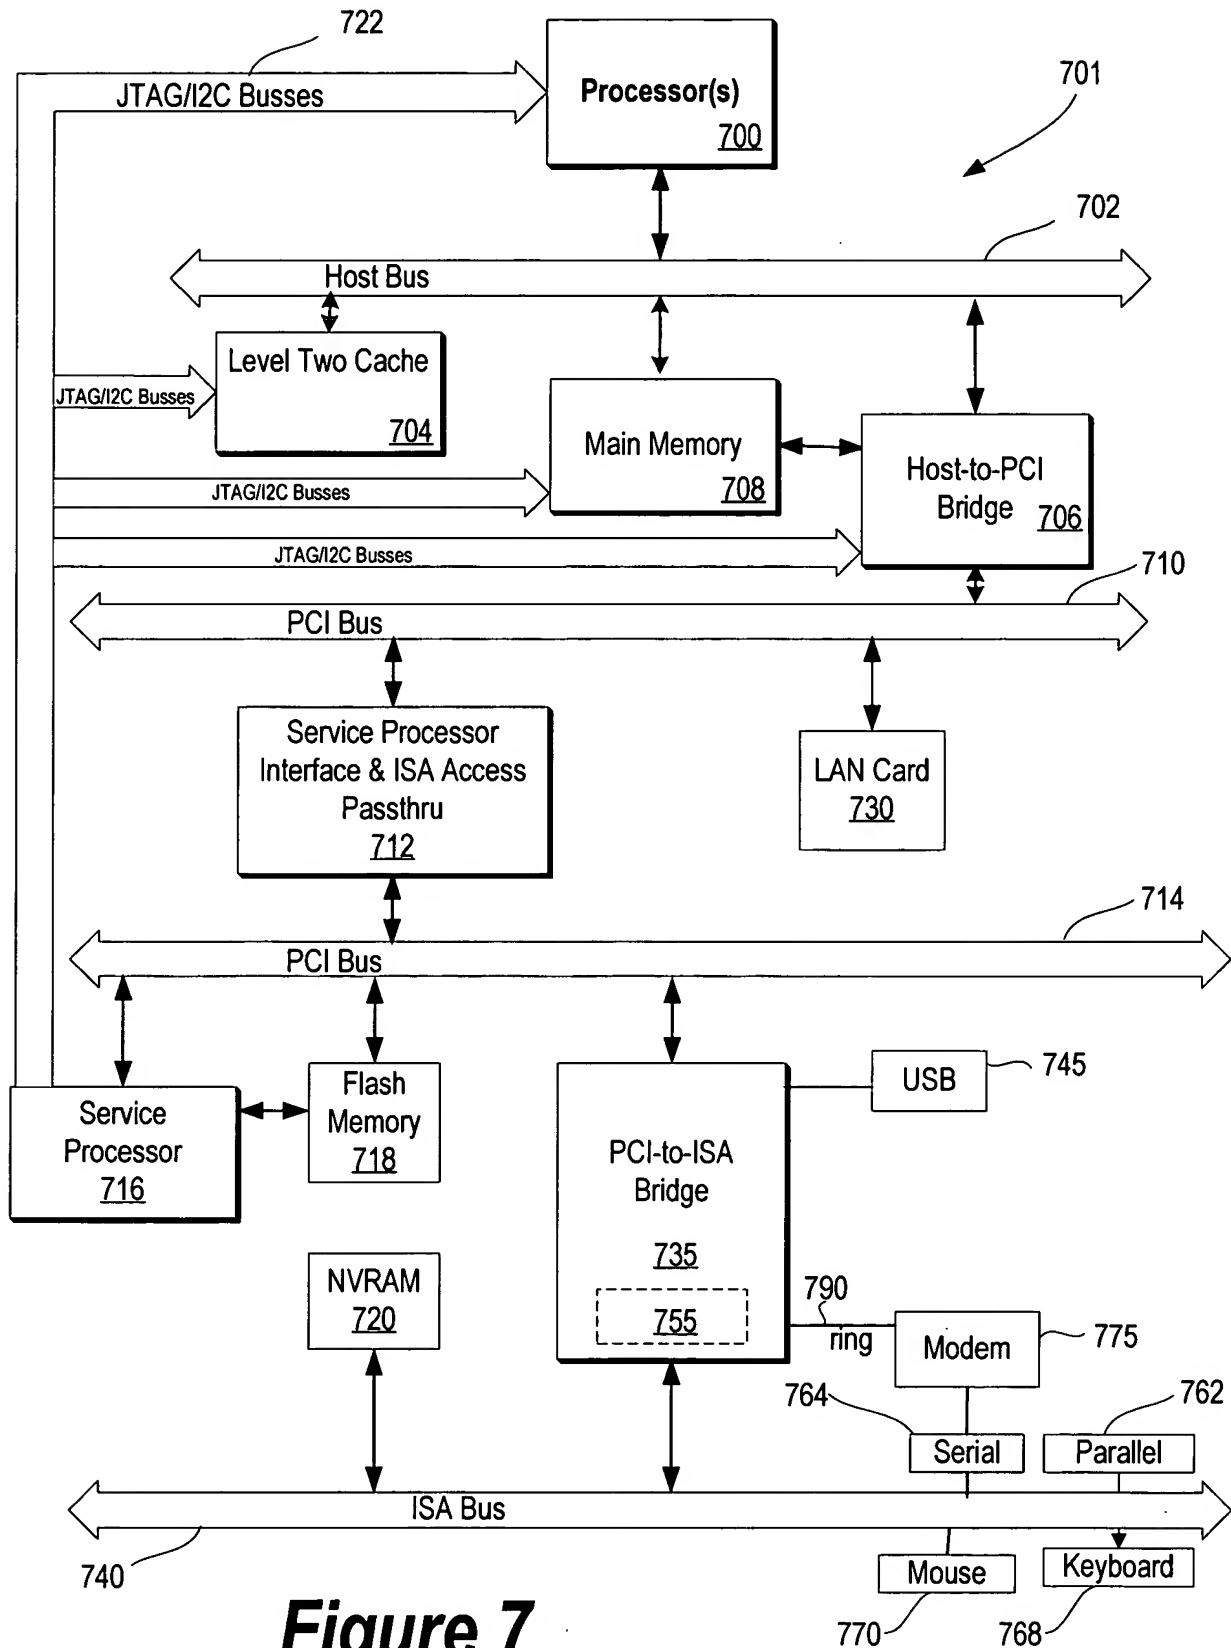 722
JTAG/I2C Busses
Processor(s)
700
701
702
Host Bus
Level Two Cache
704
JTAG/I2C Busses
Main Memory
708
Host-to-PCI
Bridge
706
JTAG/I2C Busses
JTAG/I2C Busses
710
PCI Bus
Service Processor
Interface & ISA Access
Passthru
712
LAN Card
730
714
PCI Bus
Service
Processor
716
Flash
Memory
718
PCI-to-ISA
Bridge
735
755
USB
745
NVRAM
720
790
ring
Modem
775
764
762
Serial
Parallel
ISA Bus
740
Mouse
Keyboard
770
768
Figure 7